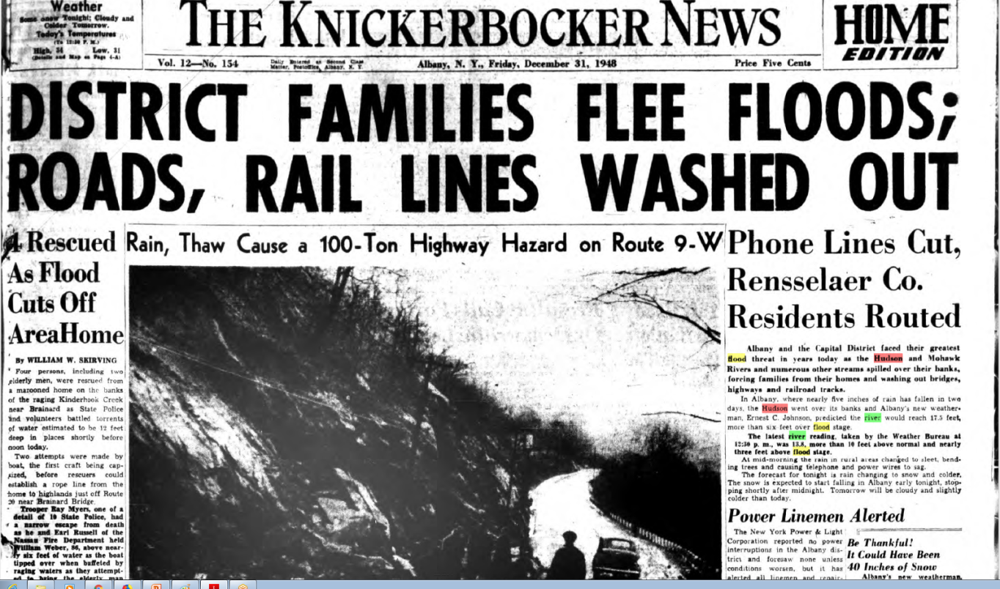 Weather
Some snow Tonight; Cloudy and
Colder Tomorrow.
Today's Temperatures
(To 12:30 P. M.)
High, 34 Low, 31
(Details and Map on Page 4-A)
THE KNICKERBOCKER NEWS
HOME
EDITION
Vol. 12—No. 154
Daily Entered as Second Class
Matter, Postoffice, Albany, N. Y.
Albany, N. Y., Friday, December 31, 1948
Price Five Cents
DISTRICT FAMILIES FLEE FLOODS;
ROADS, RAIL LINES WASHED OUT
4 Rescued
As Flood
Cuts Off
Area Home
By WILLIAM W. SKIRVING
Four persons, including two
elderly men, were rescued from
a marooned home on the banks
of the raging Kinderhook Creek
near Brainard as State Police
and volunteers battled torrents
of water estimated to be 12 feet
deep in places shortly before
noon today.
Two attempts were made by
boat, the first craft being cap-
sized, before rescuers could
establish a rope line from the
home to highlands just off Route
20 near Brainard Bridge.
Trooper Ray Myers, one of a
detail of 10 State Police, had
a narrow escape from death
as he and Earl Russell of the
Nassau Fire Department held
William Weber, 86, above near-
ly six feet of water as the boat
tipped over when buffeted by
raging waters as they attempt-
ed to bring the elderly man
Rain, Thaw Cause a 100-Ton Highway Hazard on Route 9-W
Phone Lines Cut,
Rensselaer Co.
Residents Routed
Albany and the Capital District faced their greatest
flood threat in years today as the Hudson and Mohawk
Rivers and numerous other streams spilled over their banks,
forcing families from their homes and washing out bridges,
highways and railroad tracks.
In Albany, where nearly five inches of rain has fallen in two
days, the Hudson went over its banks and Albany's new weather-
man, Ernest C. Johnson, predicted the river would reach 17.5 feet,
more than six feet over flood stage.
The latest river reading, taken by the Weather Bureau at
12:30 p. m., was 13.8, more than 10 feet above normal and nearly
three feet above flood stage.
At mid-morning the rain in rural areas changed to sleet, bend-
ing trees and causing telephone and power wires to sag.
The forecast for tonight is rain changing to snow and colder.
The snow is expected to start falling in Albany early tonight, stop-
ping shortly after midnight. Tomorrow will be cloudy and slightly
colder than today.
Power Linemen Alerted
The New York Power & Light
Corporation reported no power
interruptions in the Albany dis-
trict and foresaw none unless
conditions worsen, but it has
alerted all linemen and repair-
Be Thankful!
It Could Have Been
40 Inches of Snow
Albany's new weatherman,